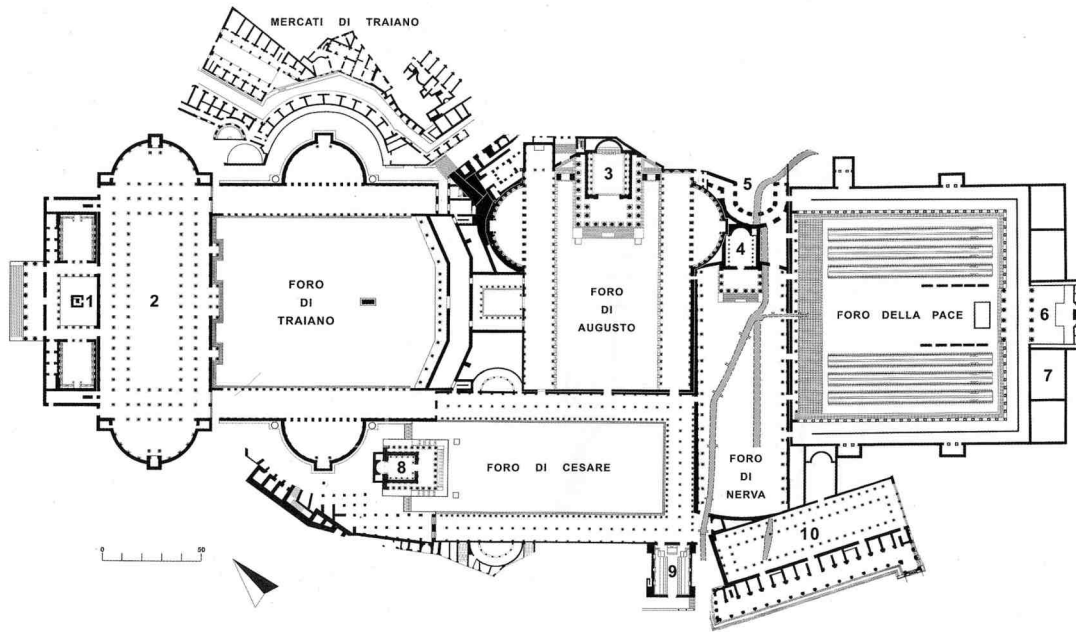 MERCATI DI TRAIANO
3
5
4
1
2
FORO
DI
TRAIANO
FORO
DI
AUGUSTO
FORO DELLA PACE
6
7
8
FORO DI CESARE
FORO
DI
NERVA
10
9
0
50